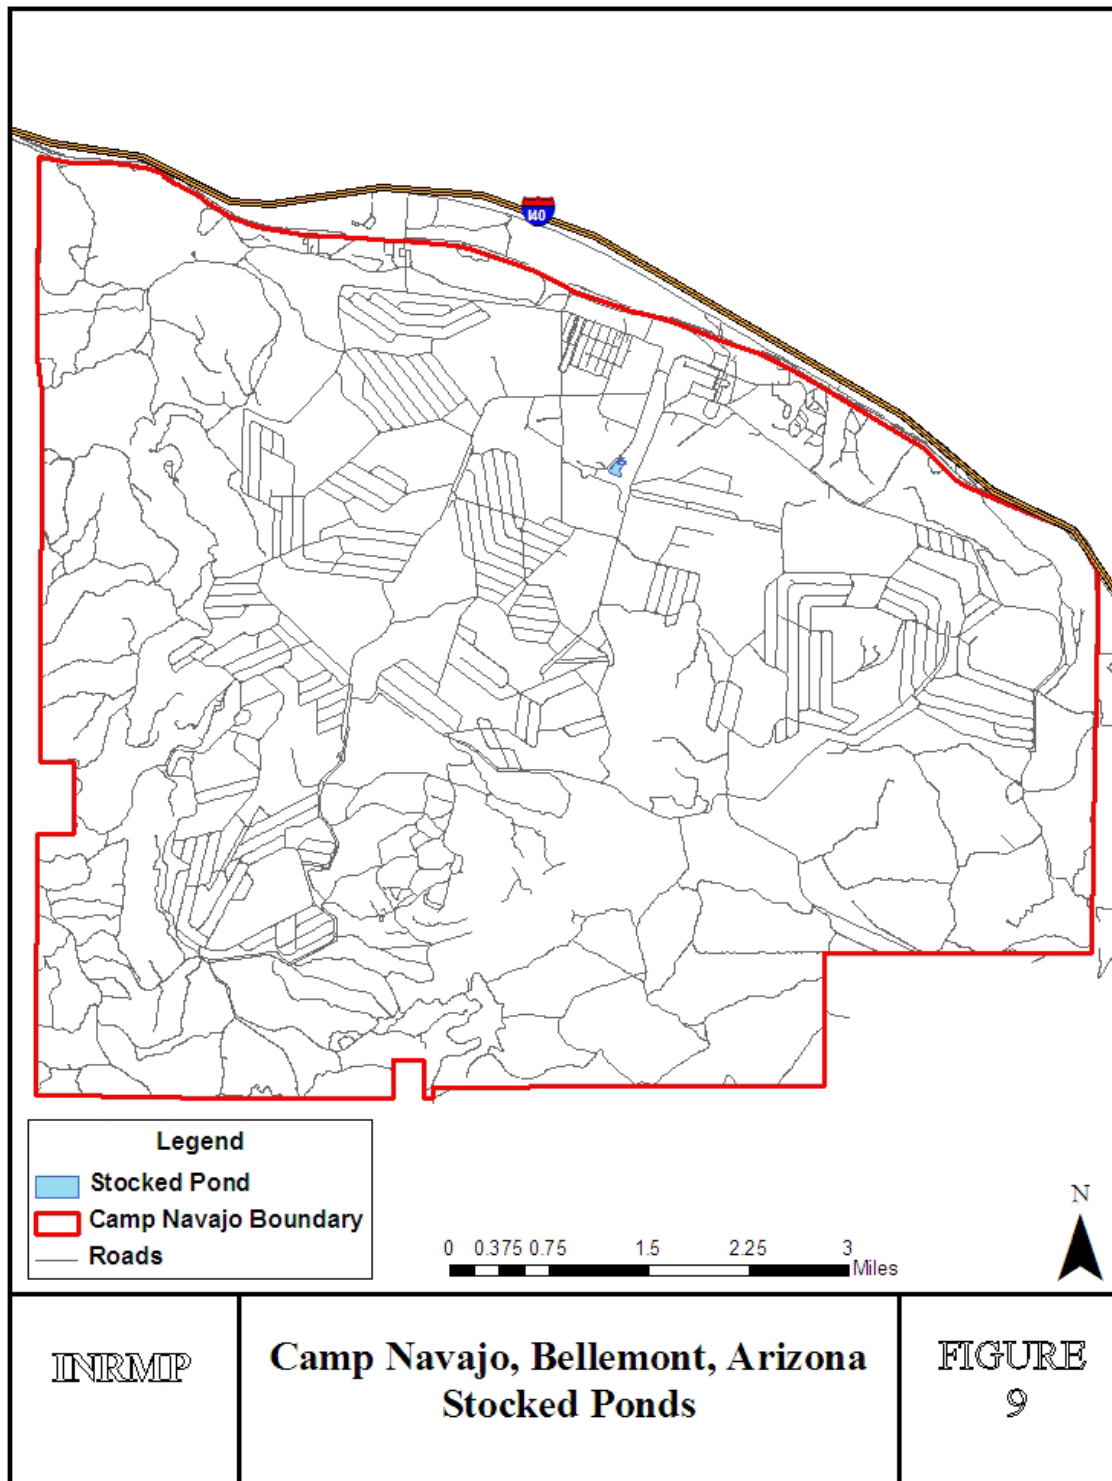 I40
Legend
Stocked Pond
Camp Navajo Boundary
Roads
0 0.375 0.75 1.5 2.25 3
Miles
N
INRMP
Camp Navajo, Bellemont, Arizona
Stocked Ponds
FIGURE
9